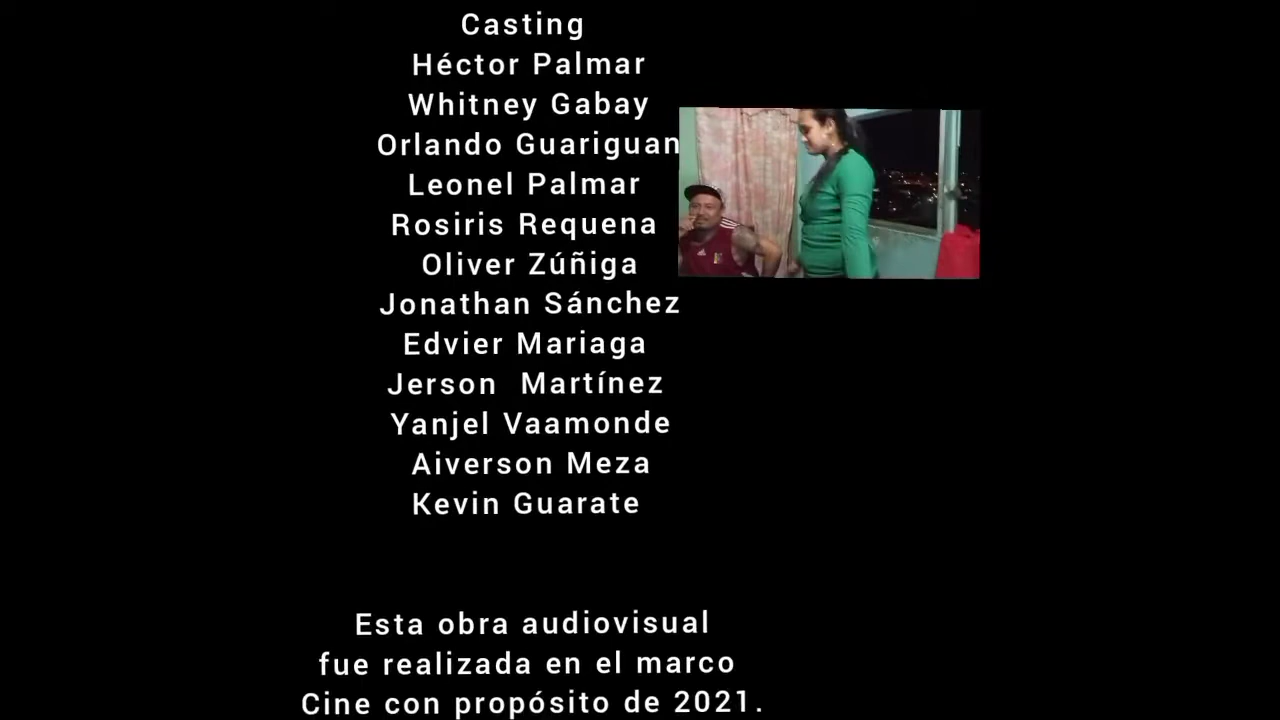 Casting
Héctor Palmar
Whitney Gabay
Orlando Guariguan
Leonel Palmar
Rosiris Requena
Oliver Zúñiga
Jonathan Sánchez
Edvier Mariaga
Jerson Martínez
Yanjel Vaamonde
Aiverson Meza
Kevin Guarate
Esta obra audiovisual
fue realizada en el marco
Cine con propósito de 2021.